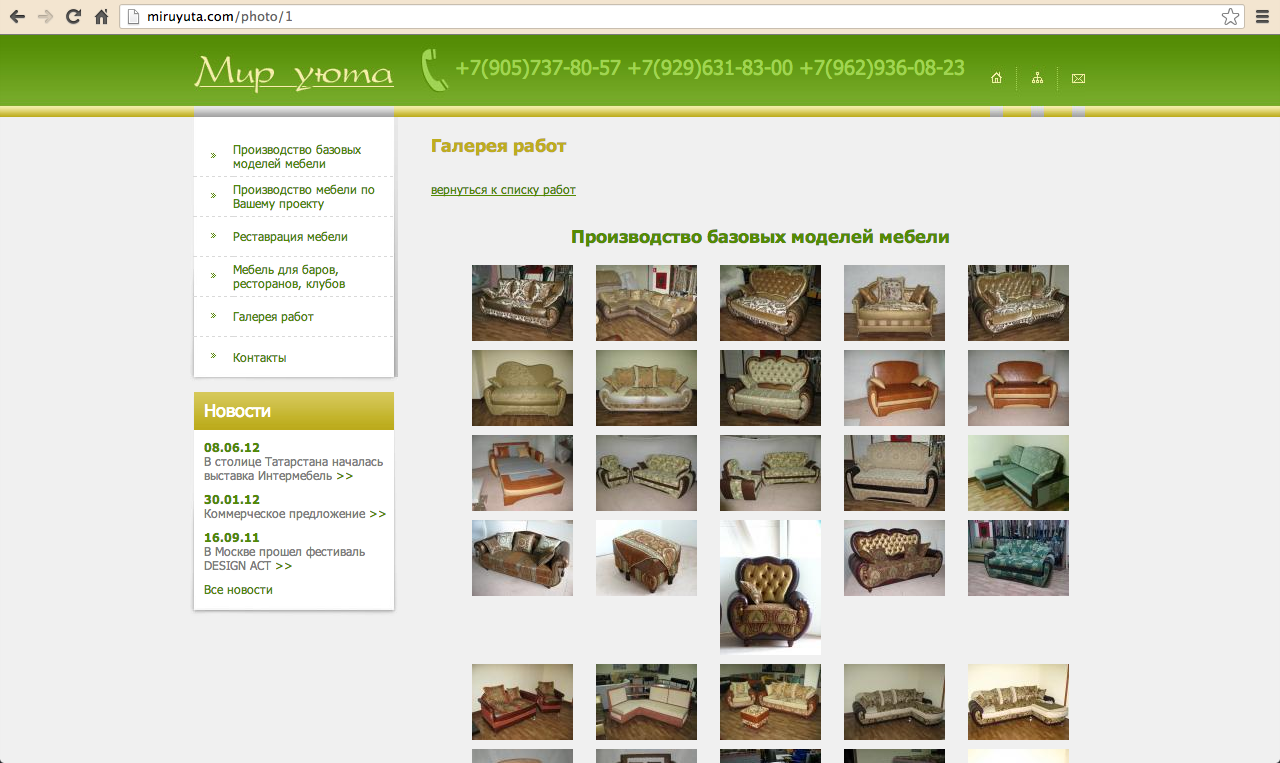 miruyuta.com/photo/1
Мир уюта
+7(905)737-80-57 +7(929)631-83-00 +7(962)936-08-23
Производство базовых
моделей мебели
Производство мебели по
Вашему проекту
Реставрация мебели
Мебель для баров,
ресторанов, клубов
Галерея работ
Контакты
Новости
08.06.12
В столице Татарстана началась
выставка Интермебель >>
30.01.12
Коммерческое предложение >>
16.09.11
В Москве прошел фестиваль
DESIGN ACT >>
Все новости
Галерея работ
вернуться к списку работ
Производство базовых моделей мебели